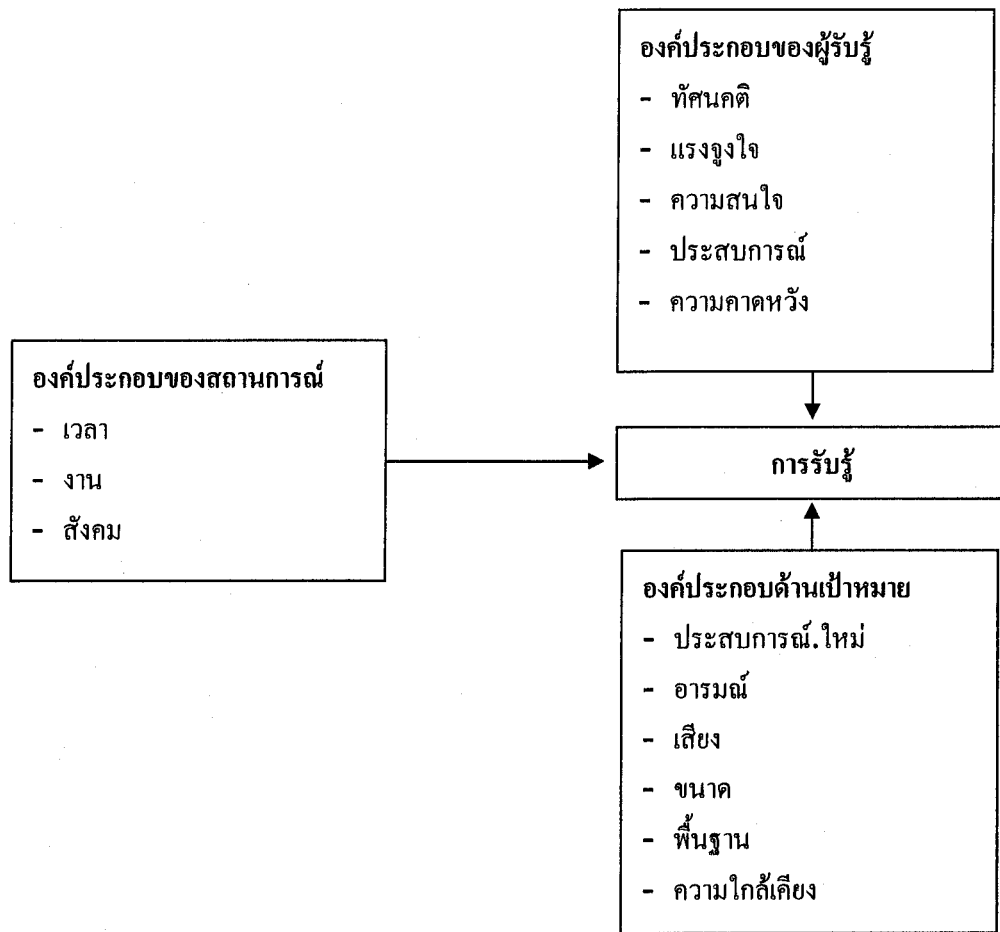 องค์ประกอบของผู้รับรู้
- ทัศนคติ
- แรงจูงใจ
- ความสนใจ
- ประสบการณ์
- ความคาดหวัง
องค์ประกอบของสถานการณ์
- เวลา
- งาน
- สังคม
การรับรู้
องค์ประกอบด้านเป้าหมาย
- ประสบการณ์.ใหม่
- อารมณ์
- เสียง
- ขนาด
- พื้นฐาน
- ความใกล้เคียง